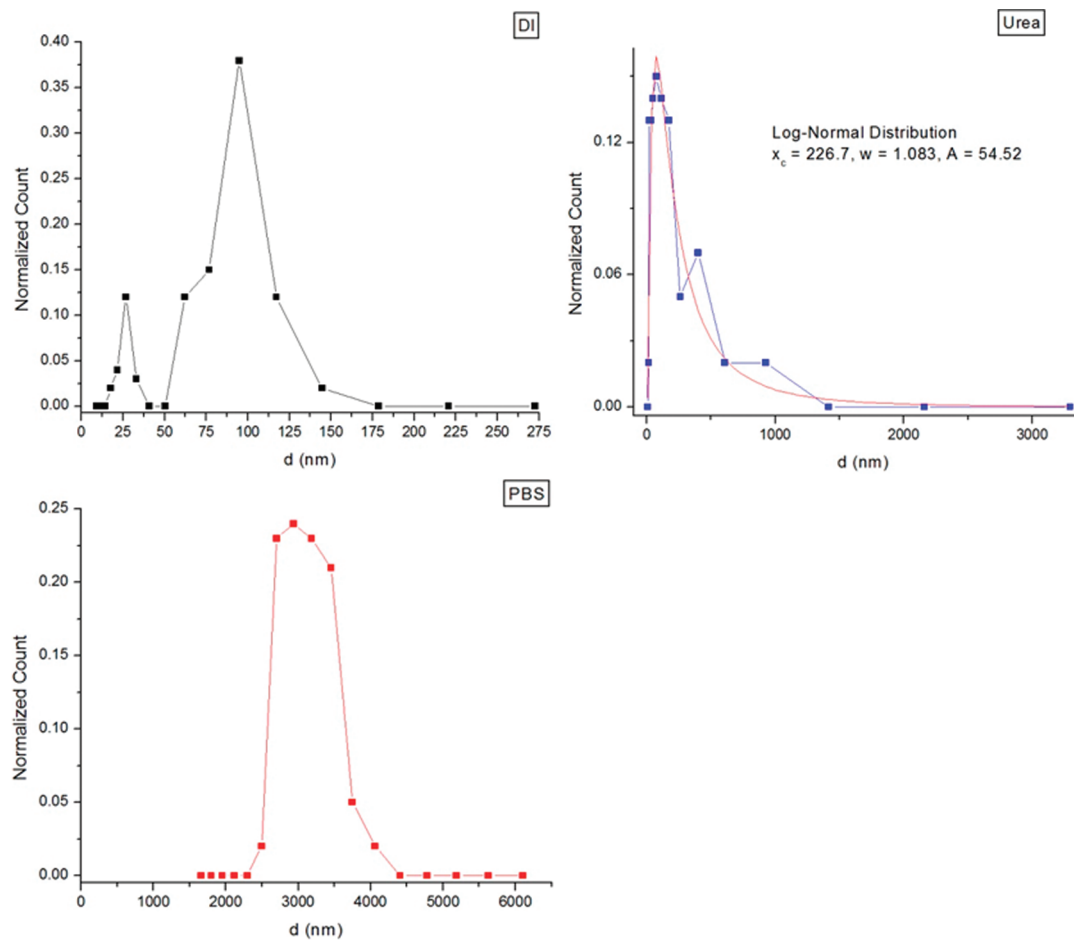 DI
0.40
0.35
0.30
0.25
0.20
0.15
0.10
0.05
0.00
Normalized Count
0 25 50 75 100 125 150 175 200 225 250 275
d (nm)
Urea
0.12
0.06
0.00
Normalized Count
Log-Normal Distribution
x_c = 226.7, w = 1.083, A = 54.52
0 1000 2000 3000
d (nm)
PBS
0.25
0.20
0.15
0.10
0.05
0.00
Normalized Count
0 1000 2000 3000 4000 5000 6000
d (nm)